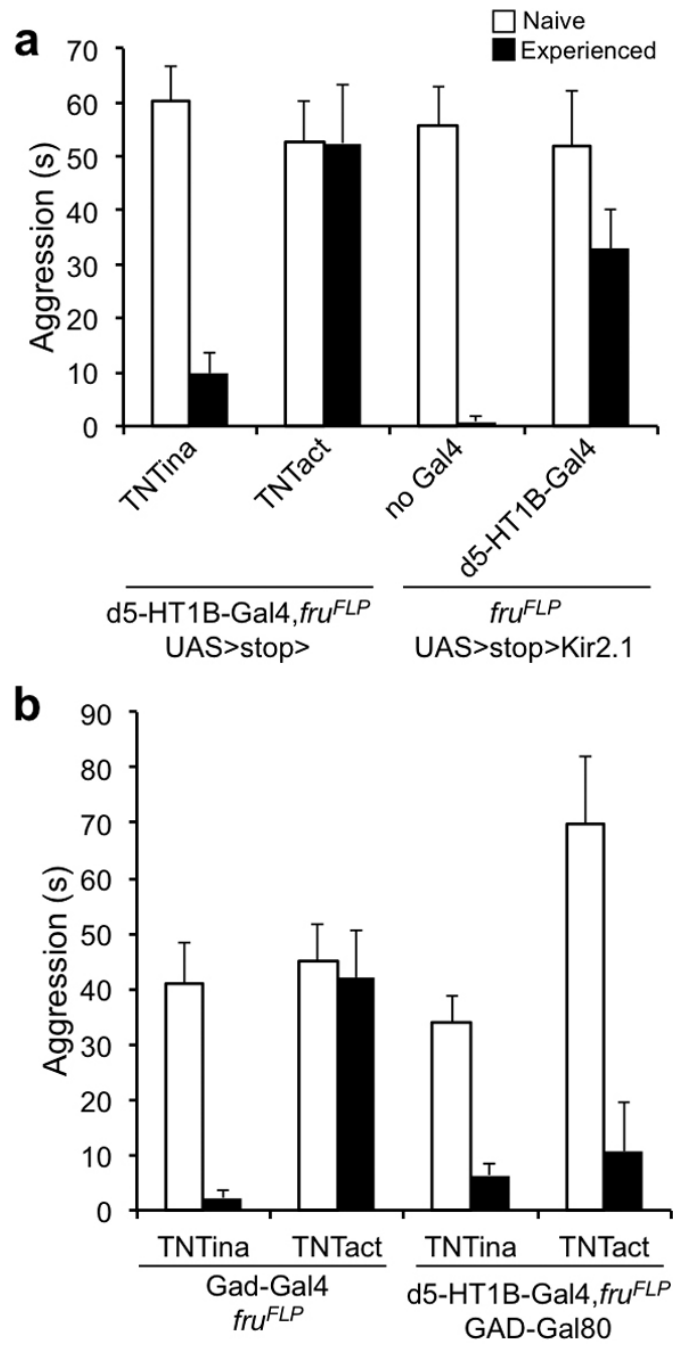 a
Naive
Experienced
Aggression (s)
70
60
50
40
30
20
10
0
TNTina
TNTact
no Gal4
d5-HT1B-Gal4
d5-HT1B-Gal4,fruFLP
UAS>stop>
fruFLP
UAS>stop>Kir2.1
b
Aggression (s)
90
80
70
60
50
40
30
20
10
0
TNTina TNTact TNTina TNTact
Gad-Gal4
fruFLP
d5-HT1B-Gal4,fruFLP
GAD-Gal80